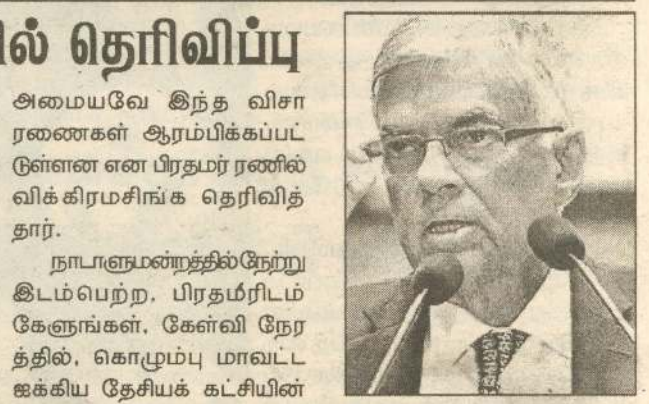 ில் தெரிவிப்பு
அமையவே இந்த விசா
ரணைகள் ஆரம்பிக்கப்பட்
டுள்ளன என பிரதமர் ரணில்
விக்கிரமசிங்க தெரிவித்
தார்.
நாடாளுமன்றத்தில் நேற்று
இடம்பெற்ற, பிரதமரிடம்
கேளுங்கள், கேள்வி நேர
த்தில், கொழும்பு மாவட்ட
ஐக்கிய தேசியக் கட்சியின்